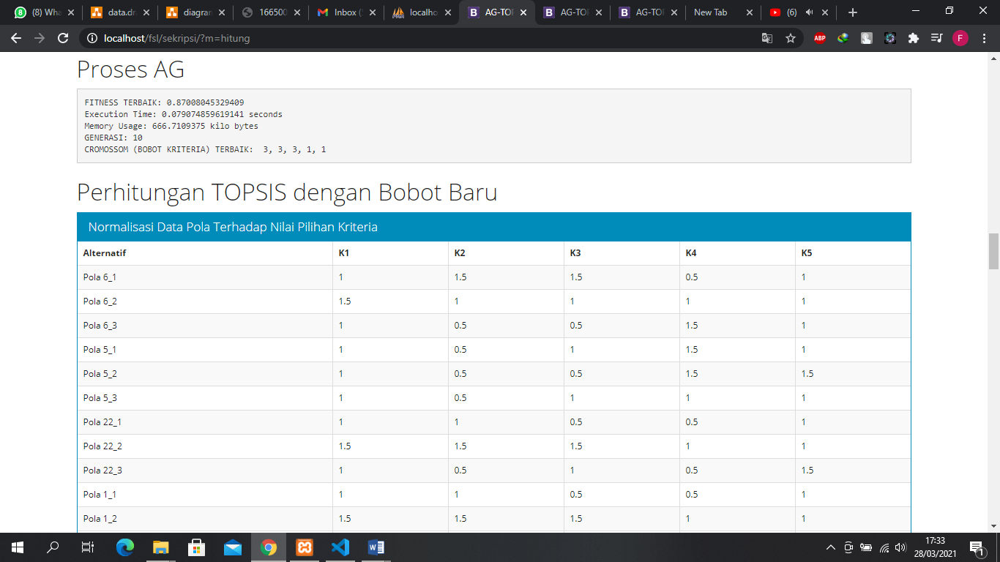 (8) Wha
data.dr
diagran
166500
Inbox (
localho
AG-TOP
AG-TOP
AG-TOP
New Tab
(6)
localhost/fsl/sekripsi/?m=hitung
ABP
F
Proses AG
FITNESS TERBAIK: 0.87008045329409
Execution Time: 0.079074859619141 seconds
Memory Usage: 666.7109375 kilo bytes
GENERASI: 10
CROMOSSOM (BOBOT KRITERIA) TERBAIK: 3, 3, 3, 1, 1
Perhitungan TOPSIS dengan Bobot Baru
Normalisasi Data Pola Terhadap Nilai Pilihan Kriteria
Alternatif K1 K2 K3 K4 K5
Pola 6_1 1 1.5 1.5 0.5 1
Pola 6_2 1.5 1 1 1 1
Pola 6_3 1 0.5 0.5 1.5 1
Pola 5_1 1 0.5 1 1.5 1
Pola 5_2 1 0.5 0.5 1.5 1.5
Pola 5_3 1 0.5 1 1 1
Pola 22_1 1 1 0.5 0.5 1
Pola 22_2 1.5 1.5 1.5 1 1
Pola 22_3 1 0.5 1 0.5 1.5
Pola 1_1 1 1 0.5 0.5 1
Pola 1_2 1.5 1.5 1.5 1 1
17:33
28/03/2021
1